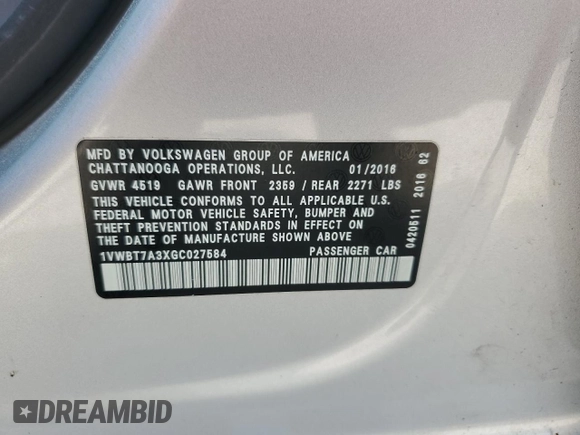 MFD BY VOLKSWAGEN GROUP OF AMERICA
CHATTANOOGA OPERATIONS, LLC. 01/2016
GVWR 4519 GAWR FRONT 2359 / REAR 2271 LBS
THIS VEHICLE CONFORMS TO ALL APPLICABLE U.S.
FEDERAL MOTOR VEHICLE SAFETY, BUMPER AND
THEFT PREVENTION STANDARDS IN EFFECT ON THE
DATE OF MANUFACTURE SHOWN ABOVE.
1VWBT7A3XGC027584 PASSENGER CAR
0420511 2016 62
DREAMBID